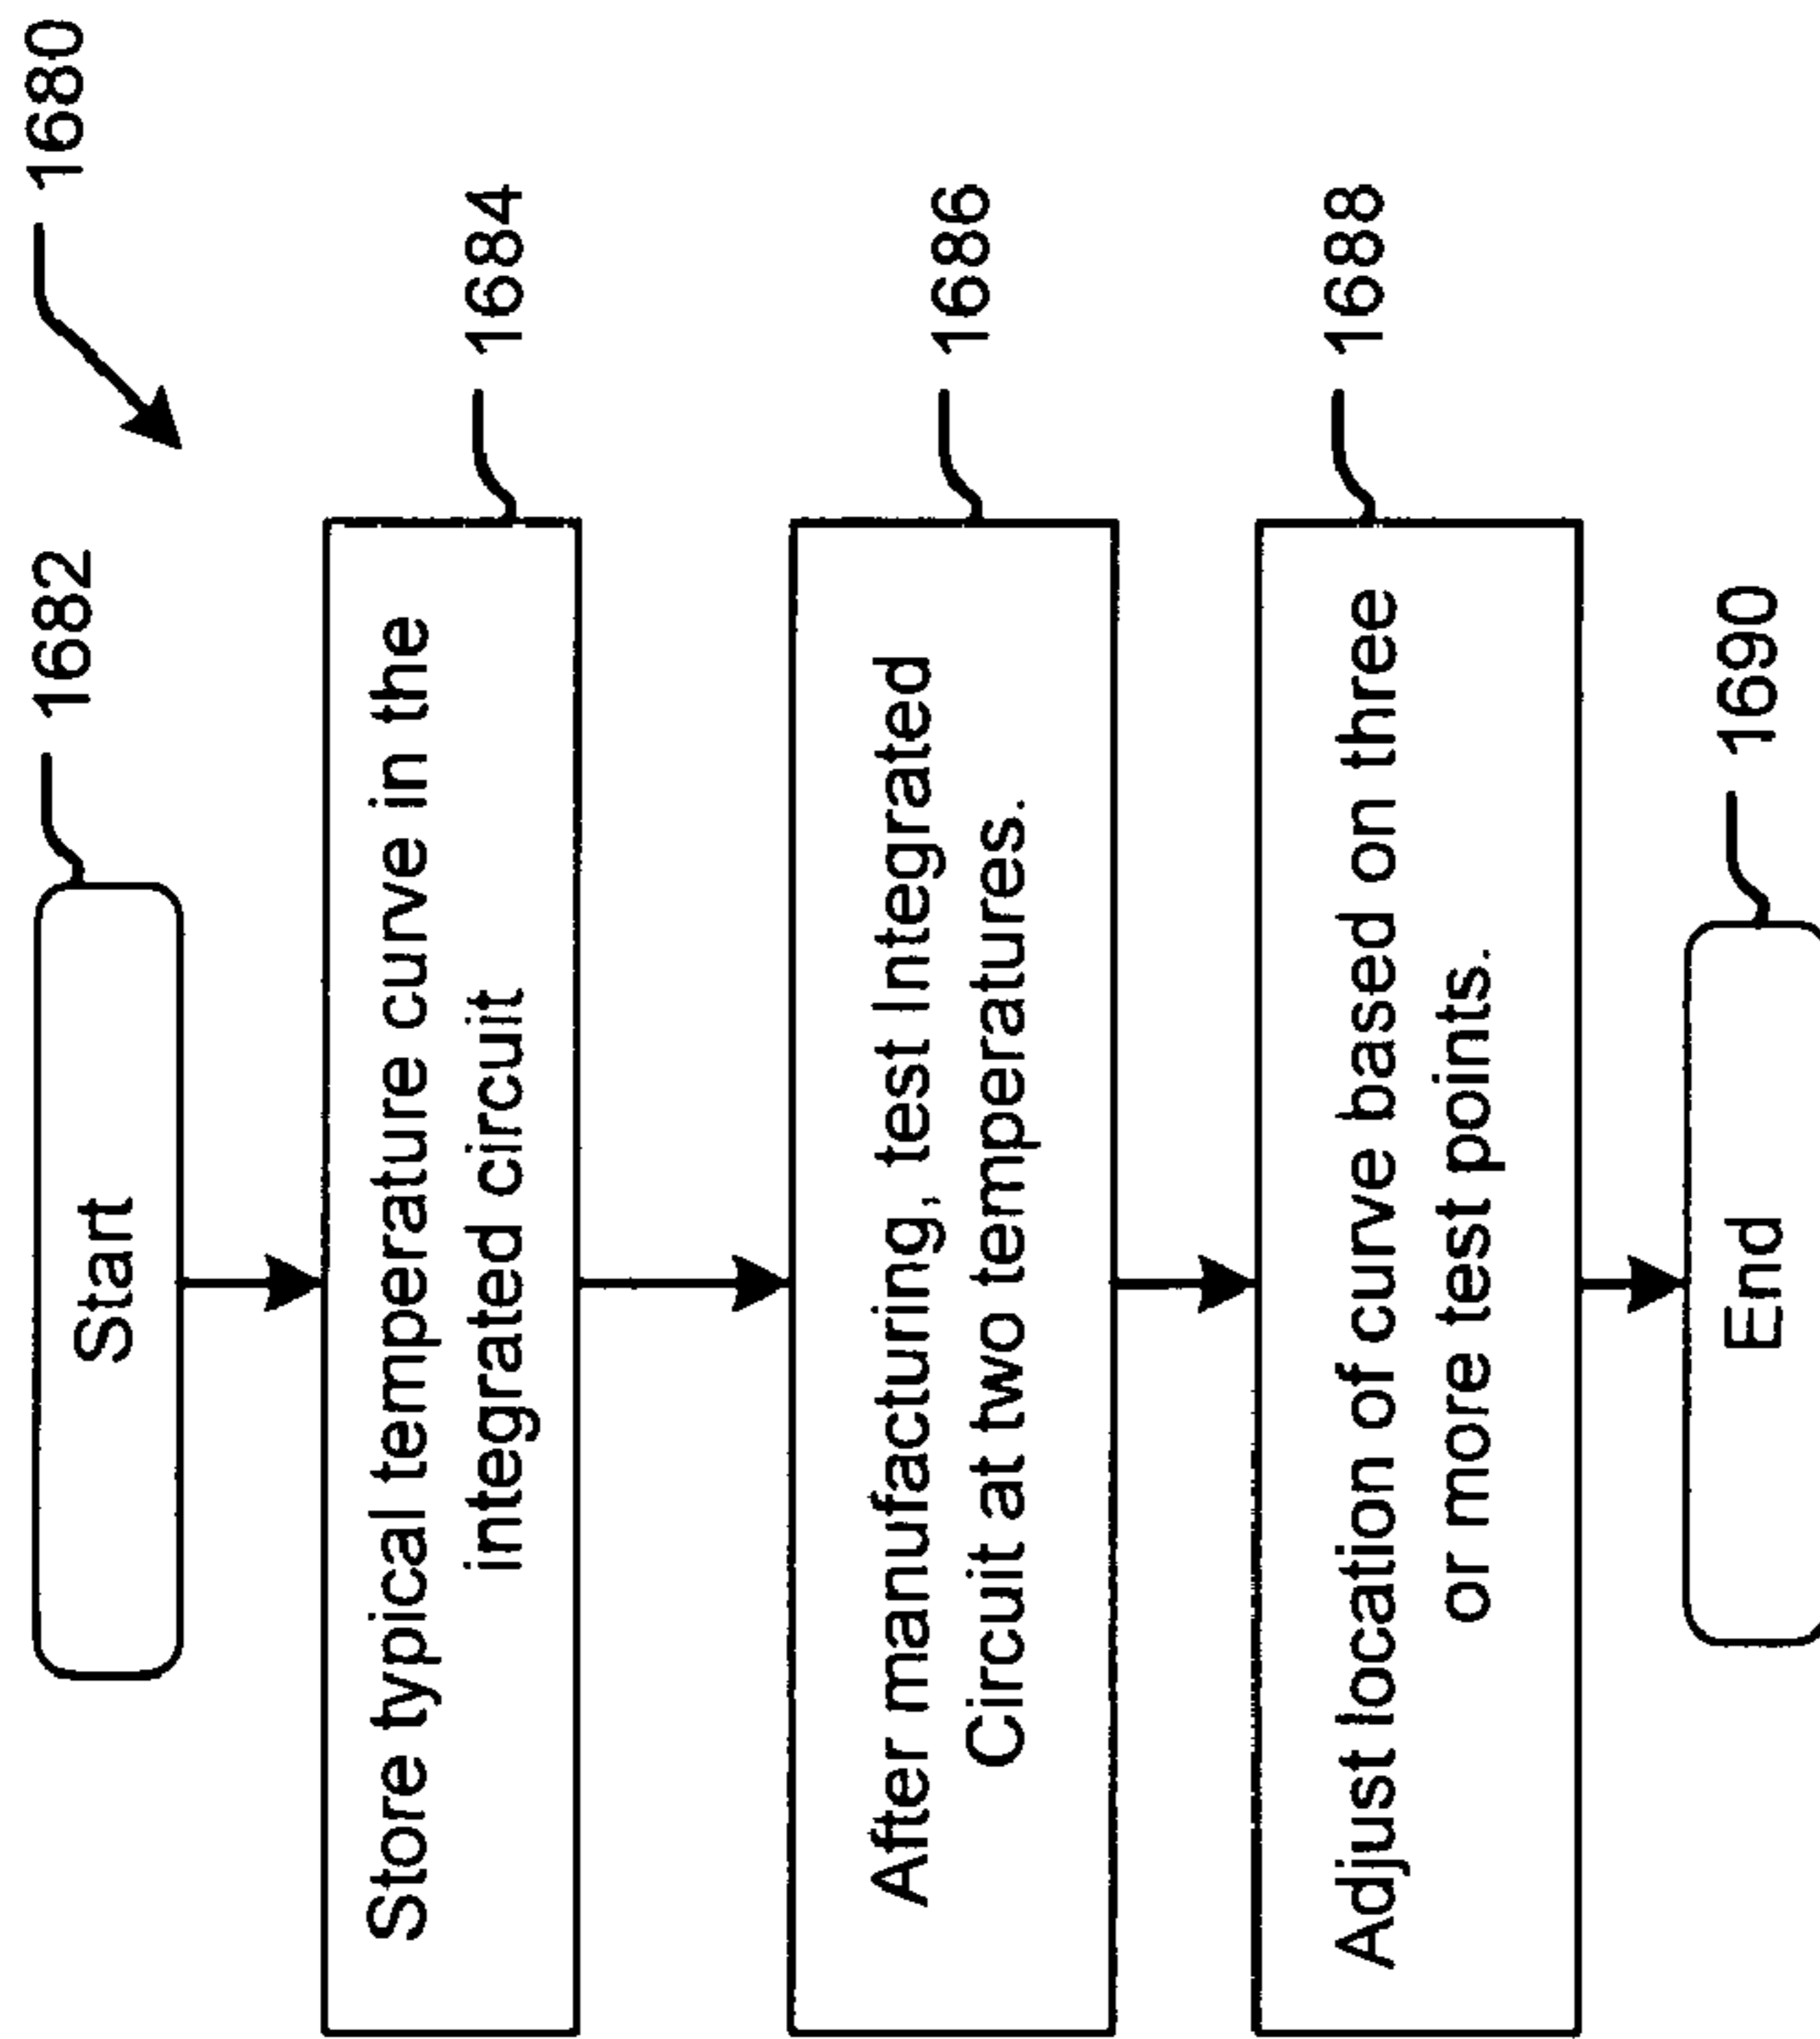 1680
Start
1682
Store typical temperature curve in the
integrated circuit
1684
After manufacturing, test Integrated
Circuit at two temperatures.
1686
Adjust location of curve based on three
or more test points.
1688
End
1690